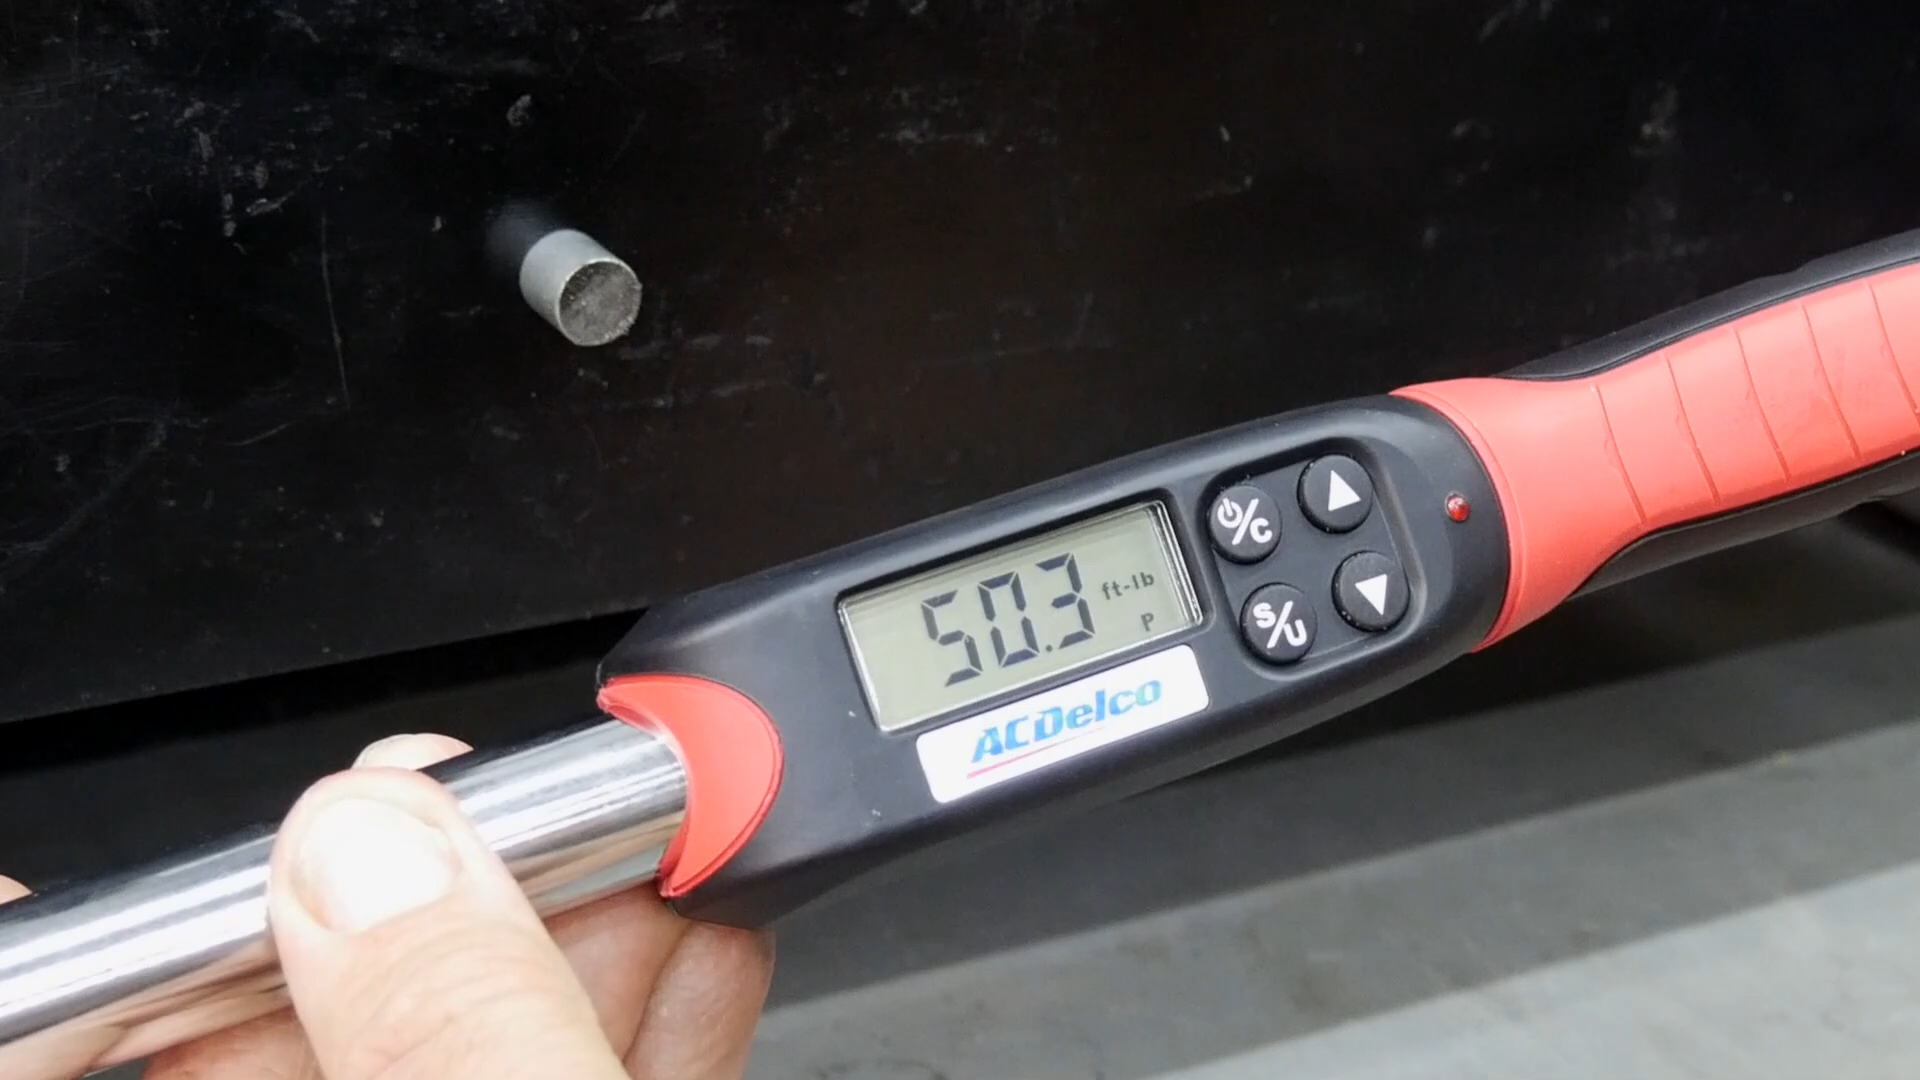 50.3 ft-lb
P
ACDelco
⏻/C ▲
S/U ▼